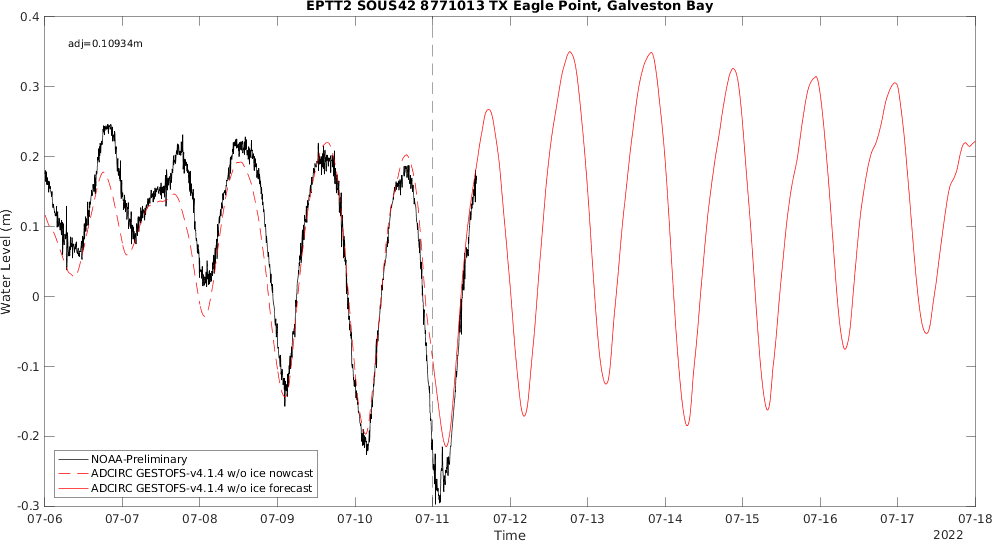 EPTT2 SOUS42 8771013 TX Eagle Point, Galveston Bay
adj=0.10934m
Water Level (m)
0.4
0.3
0.2
0.1
0
-0.1
-0.2
-0.3
NOAA-Preliminary
ADCIRC GESTOFS-v4.1.4 w/o ice nowcast
ADCIRC GESTOFS-v4.1.4 w/o ice forecast
07-06 07-07 07-08 07-09 07-10 07-11 07-12 07-13 07-14 07-15 07-16 07-17 07-18
Time
2022